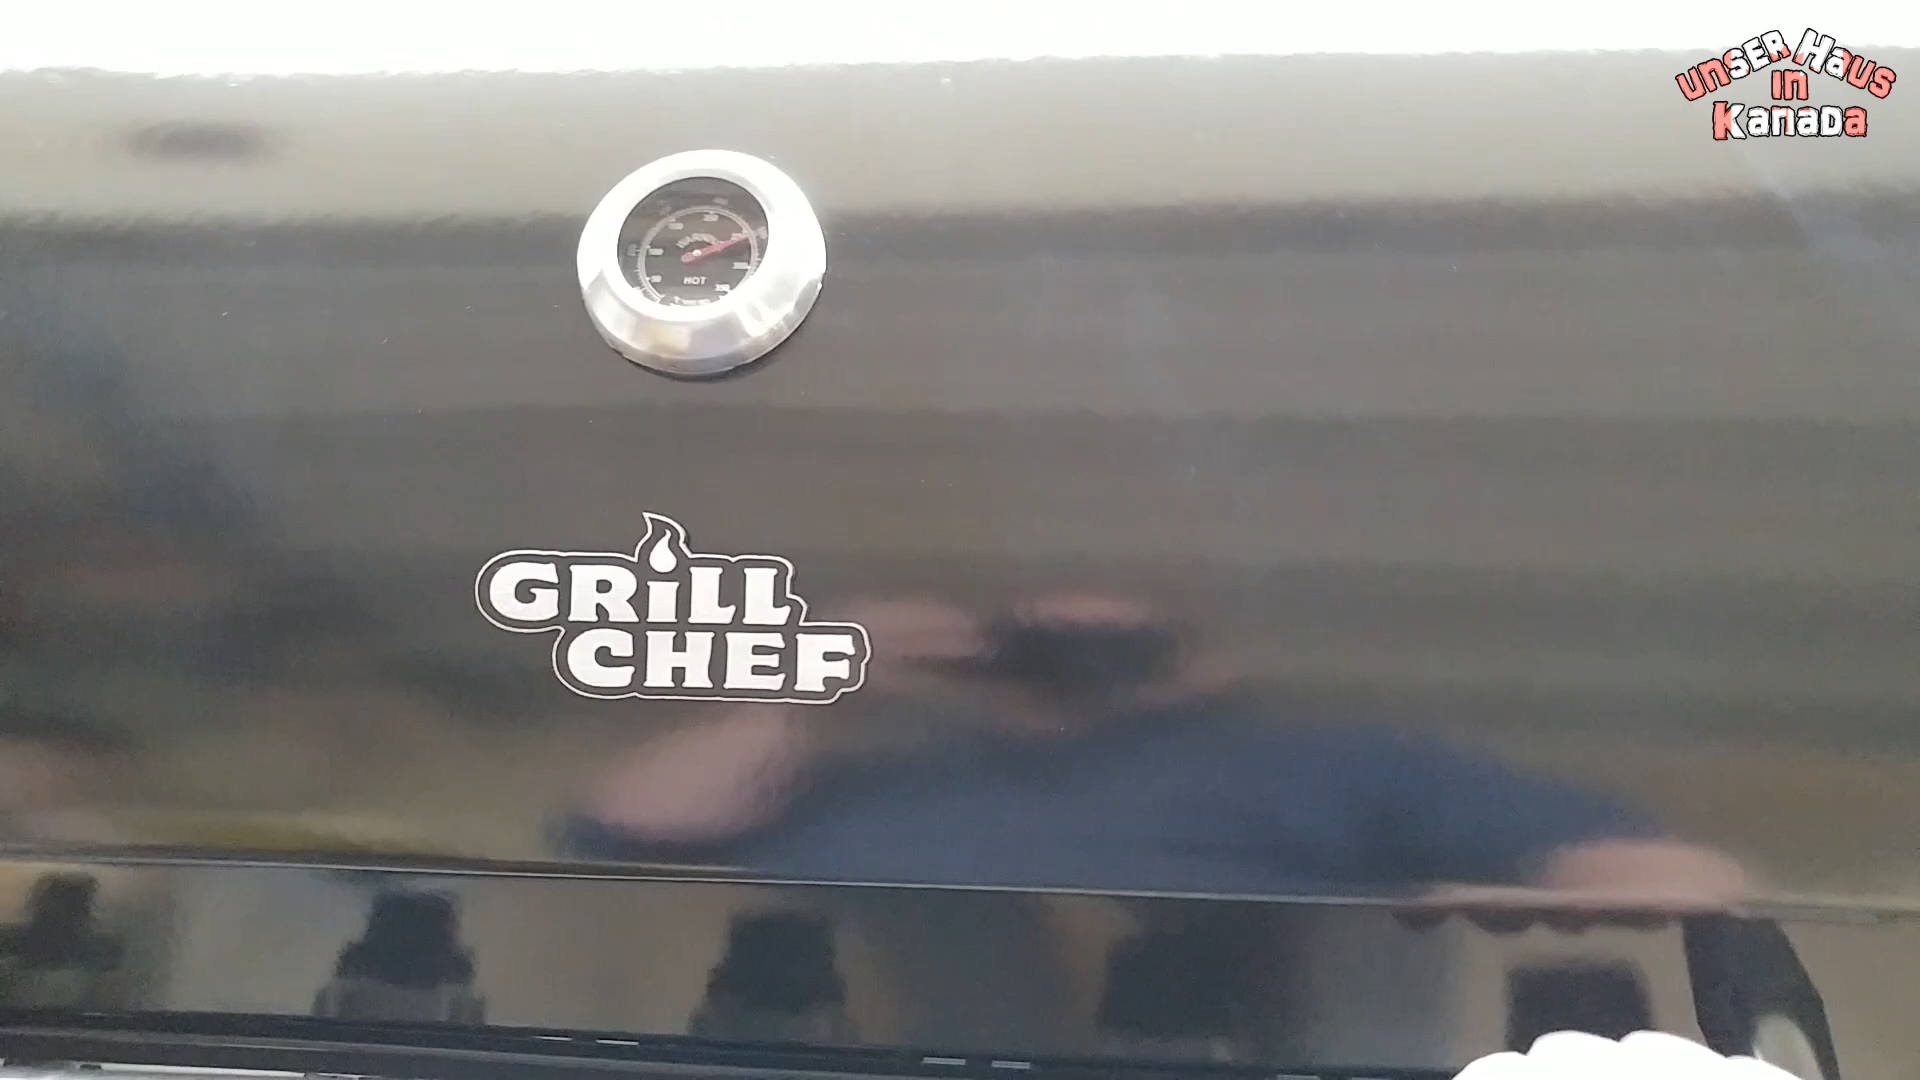 UNSER HAUS
IN
KANADA
HOT
GRiLL
CHEF